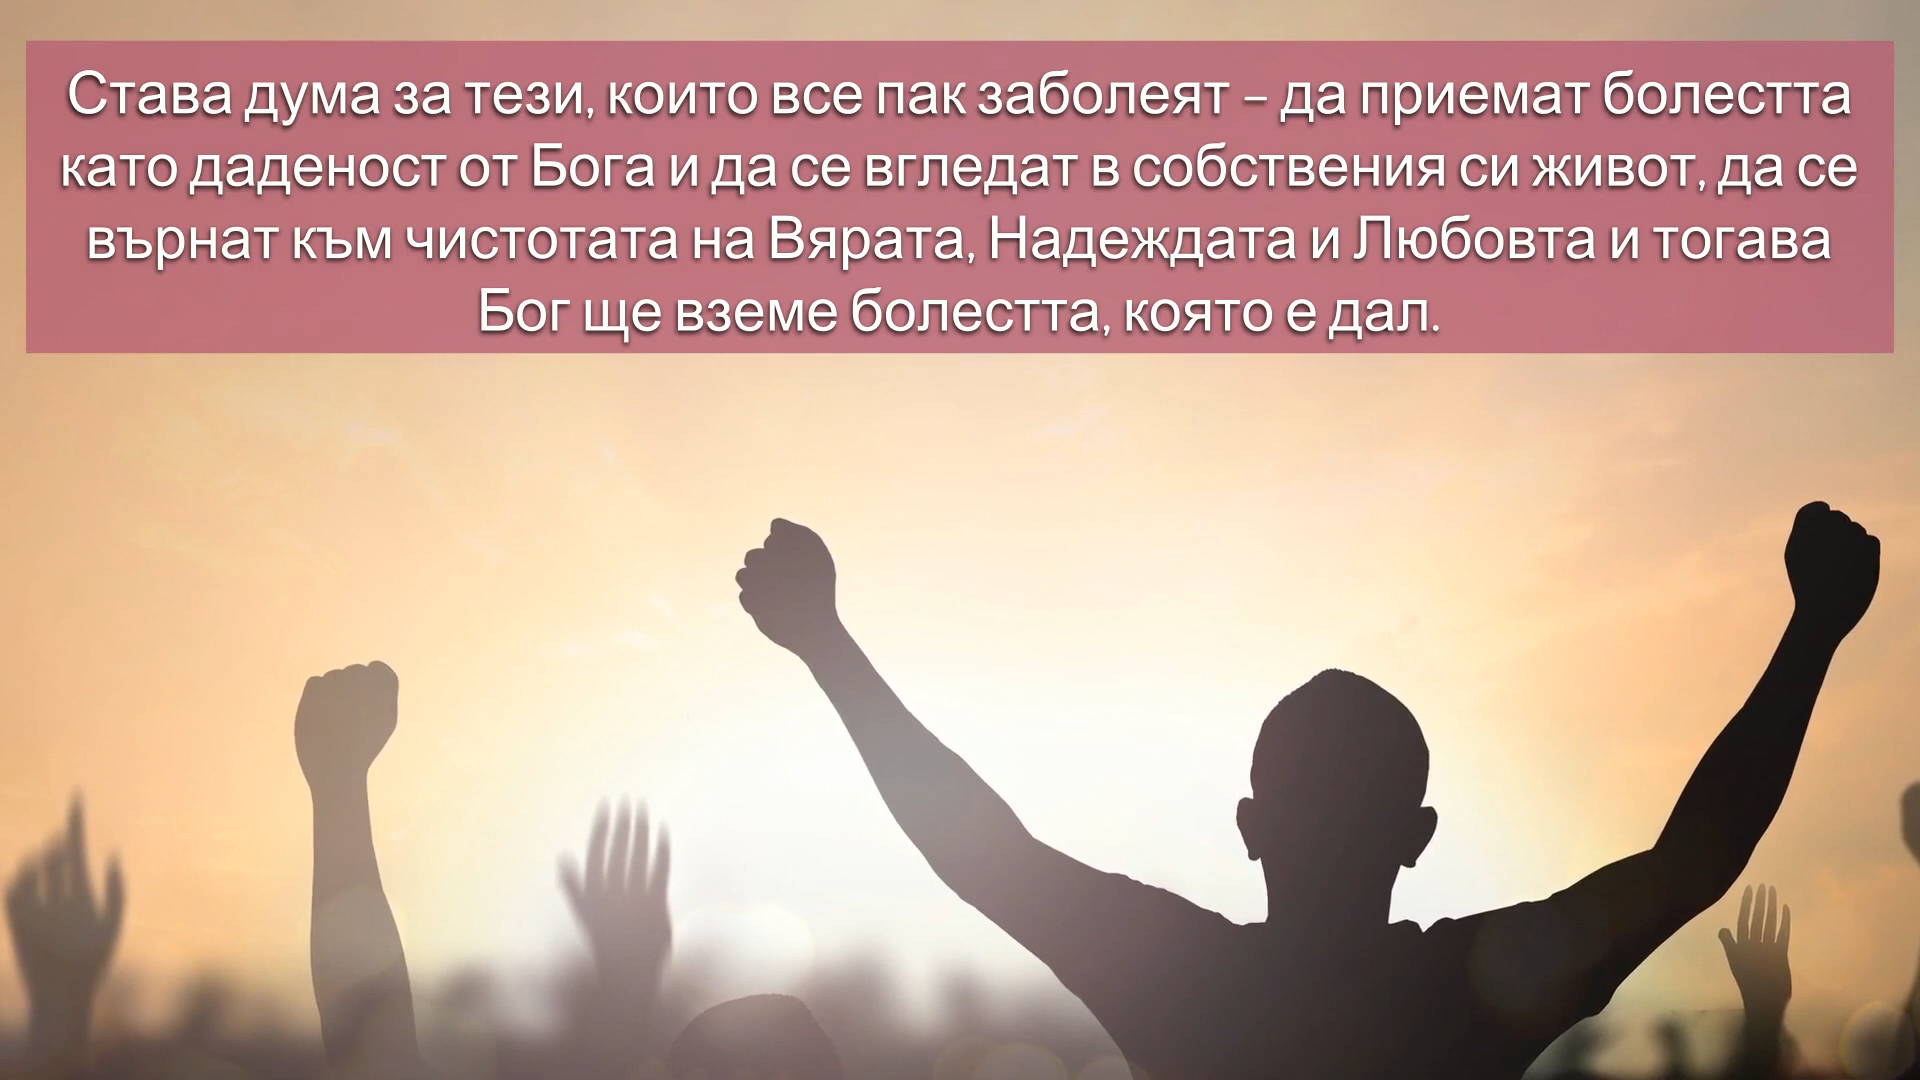 Става дума за тези, които все пак заболеят – да приемат болестта
като даденост от Бога и да се вгледат в собствения си живот, да се
върнат към чистотата на Вярата, Надеждата и Любовта и тогава
Бог ще вземе болестта, която е дал.